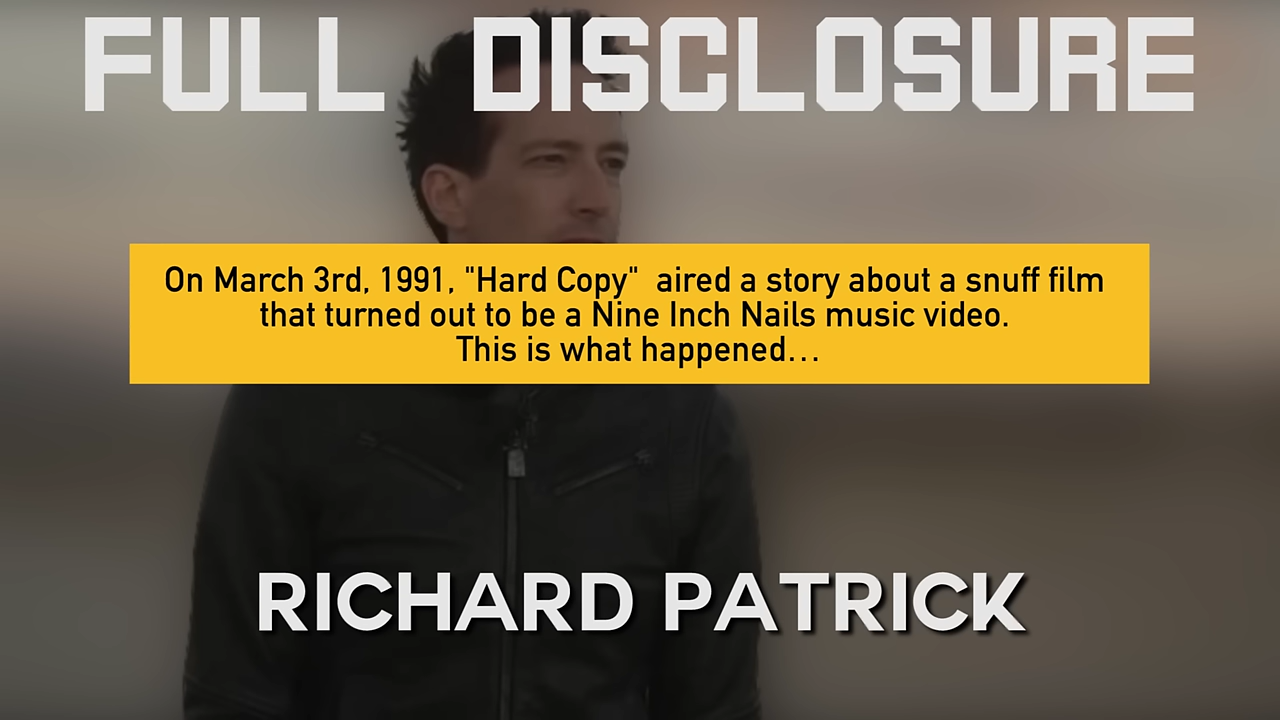 FULL DISCLOSURE
On March 3rd, 1991, "Hard Copy"  aired a story about a snuff film
that turned out to be a Nine Inch Nails music video.
This is what happened...
RICHARD PATRICK